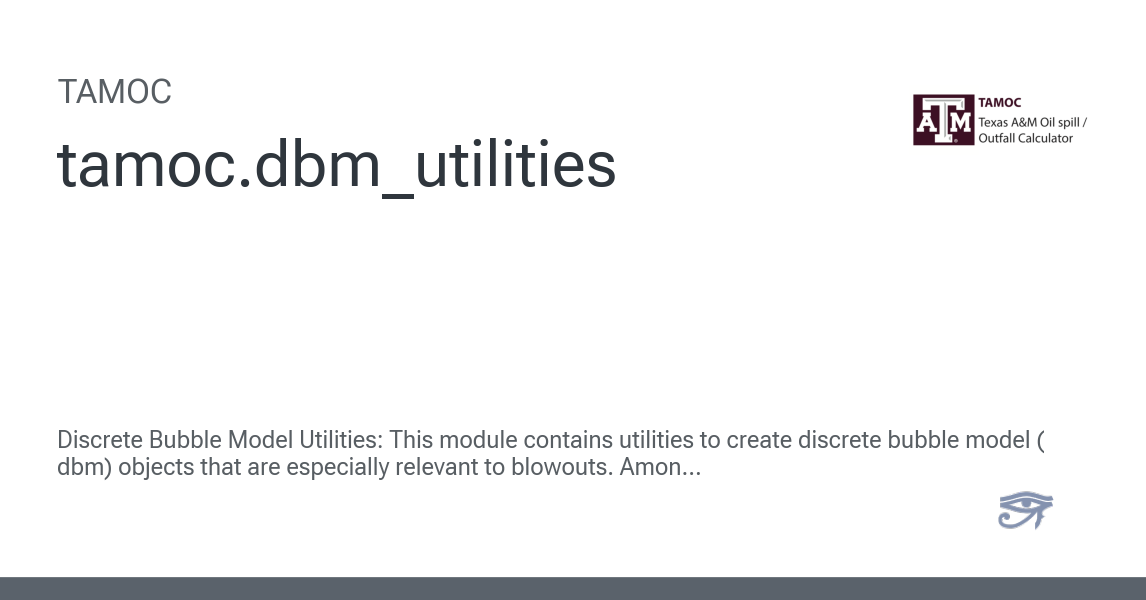 TAMOC
tamoc.dbm_utilities
ATM
TAMOC
Texas A&M Oil spill /
Outfall Calculator
Discrete Bubble Model Utilities: This module contains utilities to create discrete bubble model (
dbm) objects that are especially relevant to blowouts. Amon...